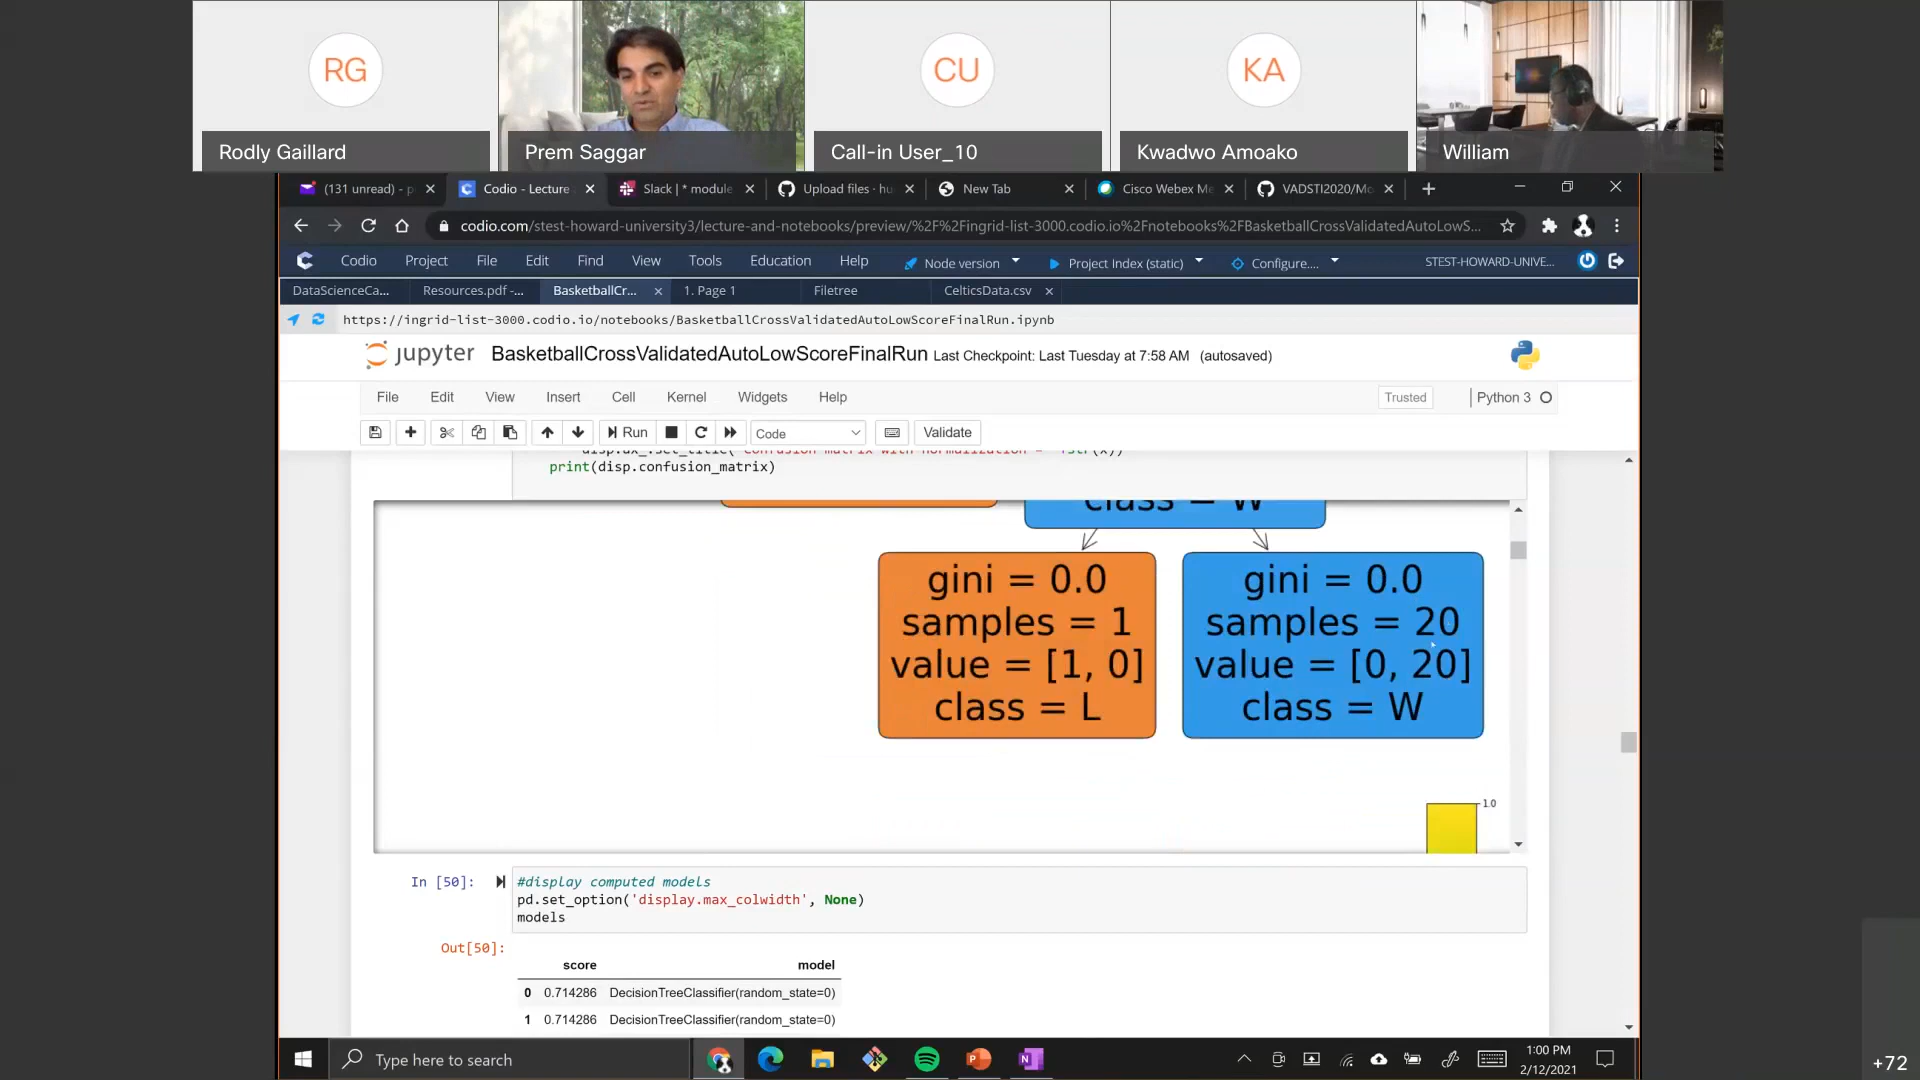 RG
CU
KA
Rodly Gaillard
Prem Saggar
Call-in User_10
Kwadwo Amoako
William
(131 unread) - p
Codio - Lecture
Slack | * module
Upload files · hu
New Tab
Cisco Webex Me
VADSTI2020/Mo
codio.com/stest-howard-university3/lecture-and-notebooks/preview/%2F%2Fingrid-list-3000.codio.io%2Fnotebooks%2FBasketballCrossValidatedAutoLowS...
Codio
Project
File
Edit
Find
View
Tools
Education
Help
Node version
Project Index (static)
Configure....
STEST-HOWARD-UNIVE...
DataScienceCa...
Resources.pdf -...
BasketballCr...
1. Page 1
Filetree
CelticsData.csv
https://ingrid-list-3000.codio.io/notebooks/BasketballCrossValidatedAutoLowScoreFinalRun.ipynb
jupyter BasketballCrossValidatedAutoLowScoreFinalRun Last Checkpoint: Last Tuesday at 7:58 AM (autosaved)
File
Edit
View
Insert
Cell
Kernel
Widgets
Help
Trusted
Python 3
Run
Code
Validate
print(disp.confusion_matrix)
class = W
gini = 0.0
samples = 1
value = [1, 0]
class = L
gini = 0.0
samples = 20
value = [0, 20]
class = W
1.0
In [50]:
#display computed models
pd.set_option('display.max_colwidth', None)
models
Out[50]:
score model
0 0.714286 DecisionTreeClassifier(random_state=0)
1 0.714286 DecisionTreeClassifier(random_state=0)
Type here to search
1:00 PM
2/12/2021
+72